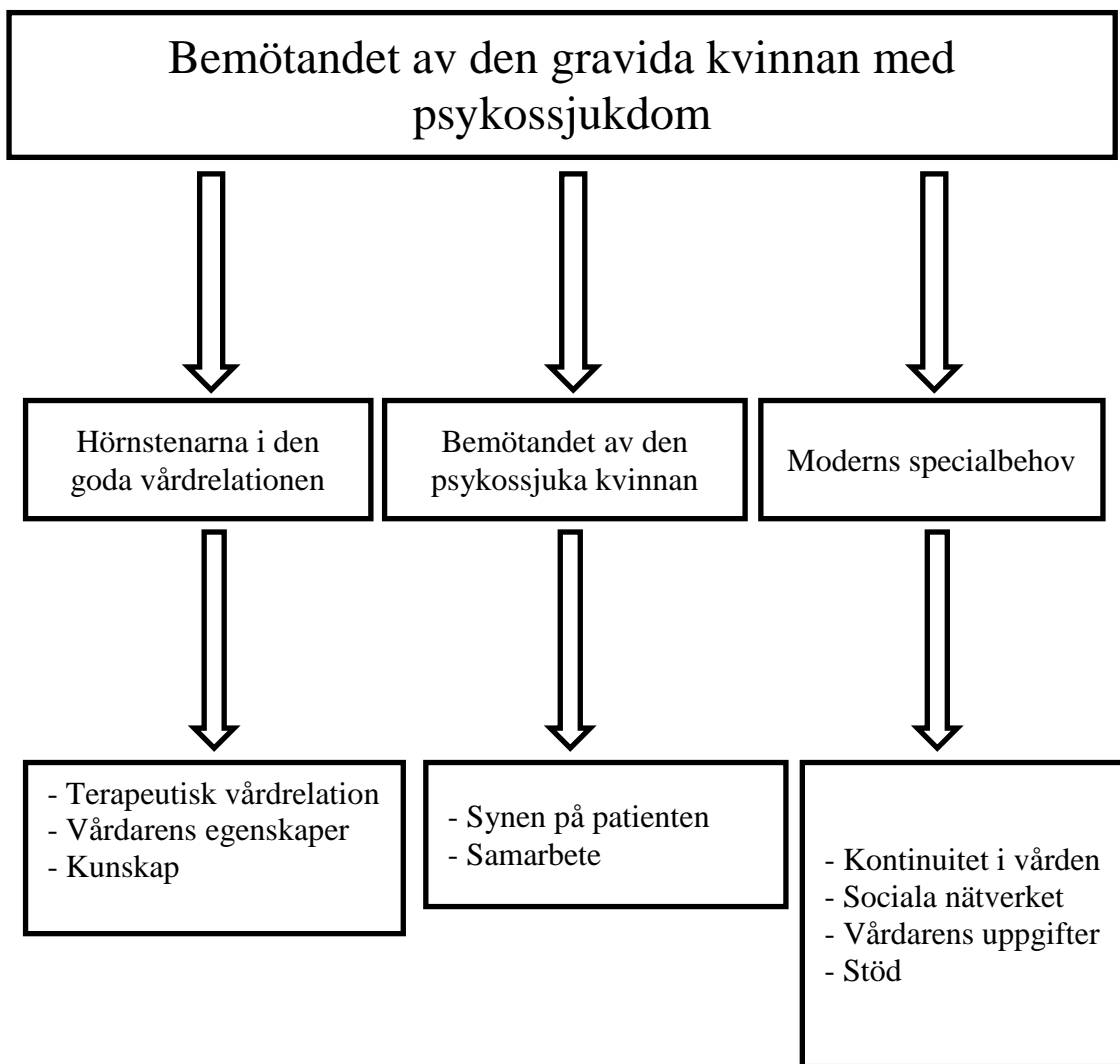 Bemötandet av den gravida kvinnan med
psykossjukdom
Hörnstenarna i den
goda vårdrelationen
Bemötandet av den
psykossjuka kvinnan
Moderns specialbehov
- Terapeutisk vårdrelation
- Vårdarens egenskaper
- Kunskap
- Synen på patienten
- Samarbete
- Kontinuitet i vården
- Sociala nätverket
- Vårdarens uppgifter
- Stöd